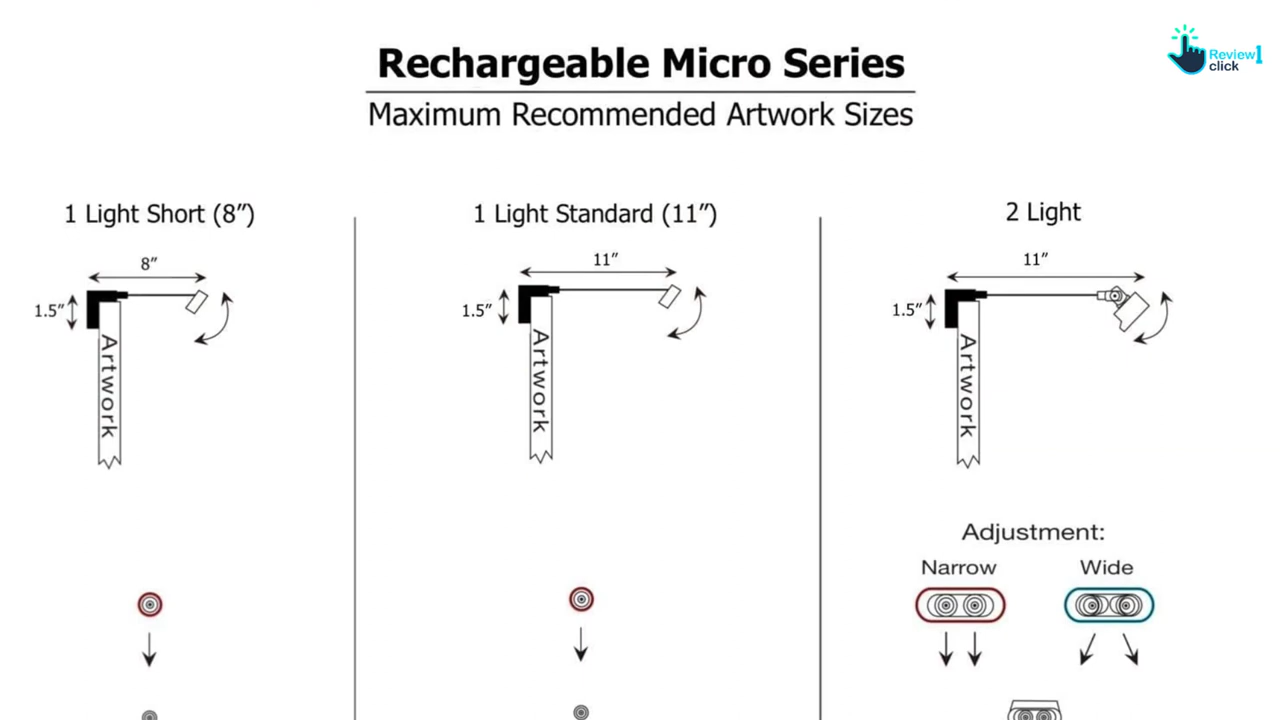 Rechargeable Micro Series
Maximum Recommended Artwork Sizes
Review1
click
1 Light Short (8”)
8”
1.5”
Artwork
1 Light Standard (11”)
11”
1.5”
Artwork
2 Light
11”
1.5”
Artwork
Adjustment:
Narrow
Wide